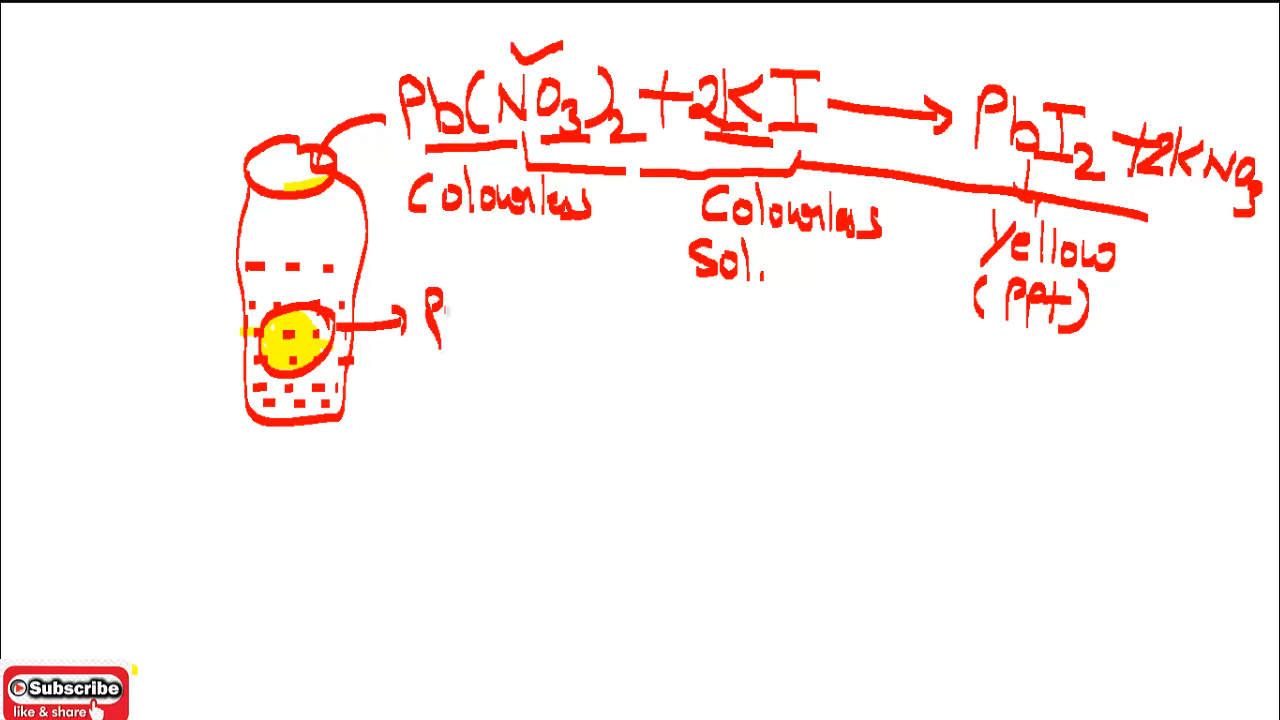 Pb(NO3)2 + 2KI → PbI2 + 2KNO3
Colourless Colourless Yellow
Sol. (PPt)
→ P
Subscribe
like & share